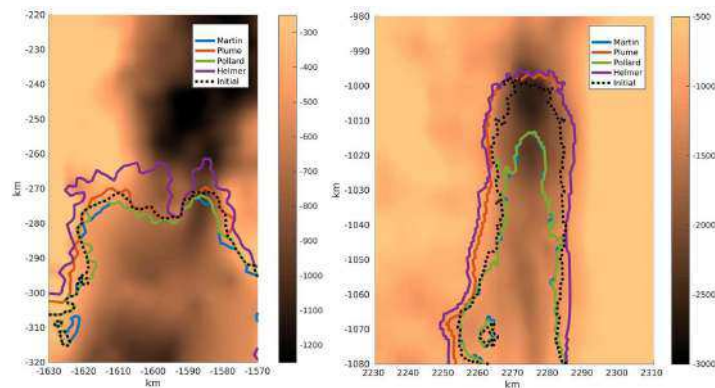 -220
-230
-240
-250
-260
-270
-280
-290
-300
-310
-320
km
Martin
Plume
Pollard
Helmer
Initial
-1630 -1620 -1610 -1600 -1590 -1580 -1570
km
-300
-400
-500
-600
-700
-800
-900
-1000
-1100
-1200
-980
-990
-1000
-1010
-1020
-1030
-1040
-1050
-1060
-1070
-1080
km
Martin
Plume
Pollard
Helmer
Initial
2230 2240 2250 2260 2270 2280 2290 2300 2310
km
-500
-1000
-1500
-2000
-2500
-3000